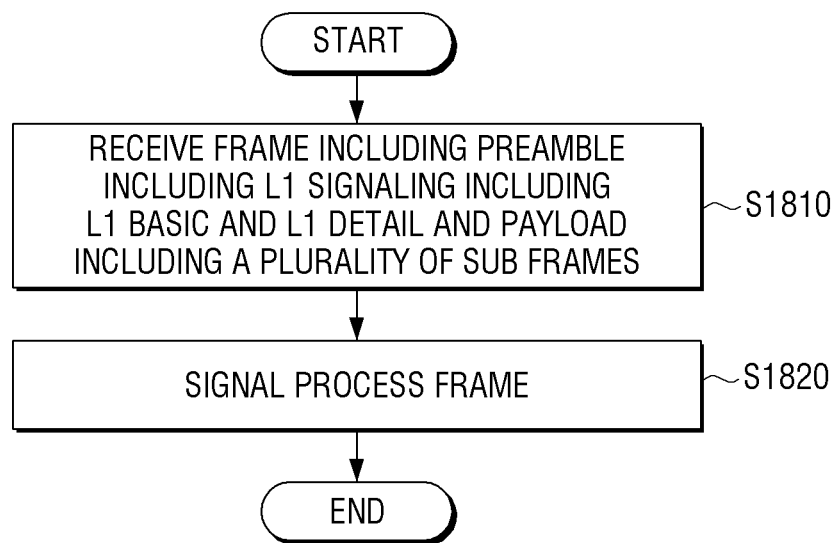 START
RECEIVE FRAME INCLUDING PREAMBLE
INCLUDING L1 SIGNALING INCLUDING
L1 BASIC AND L1 DETAIL AND PAYLOAD
INCLUDING A PLURALITY OF SUB FRAMES
S1810
SIGNAL PROCESS FRAME
S1820
END